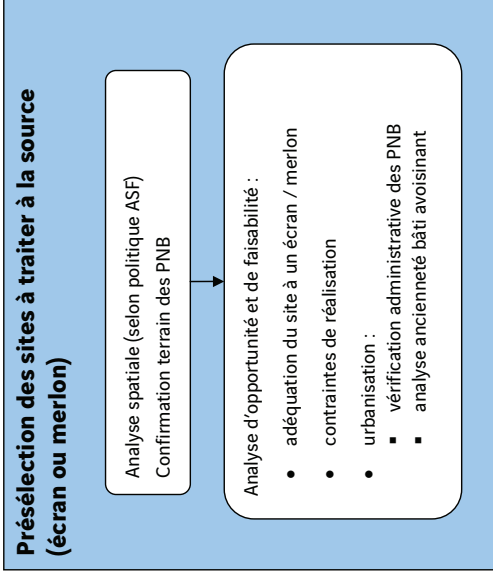 Présélection des sites à traiter à la source
(écran ou merlon)
Analyse spatiale (selon politique ASF)
Confirmation terrain des PNB
Analyse d'opportunité et de faisabilité :
● adéquation du site à un écran / merlon
● contraintes de réalisation
● urbanisation :
■ vérification administrative des PNB
■ analyse ancienneté bâti avoisinant